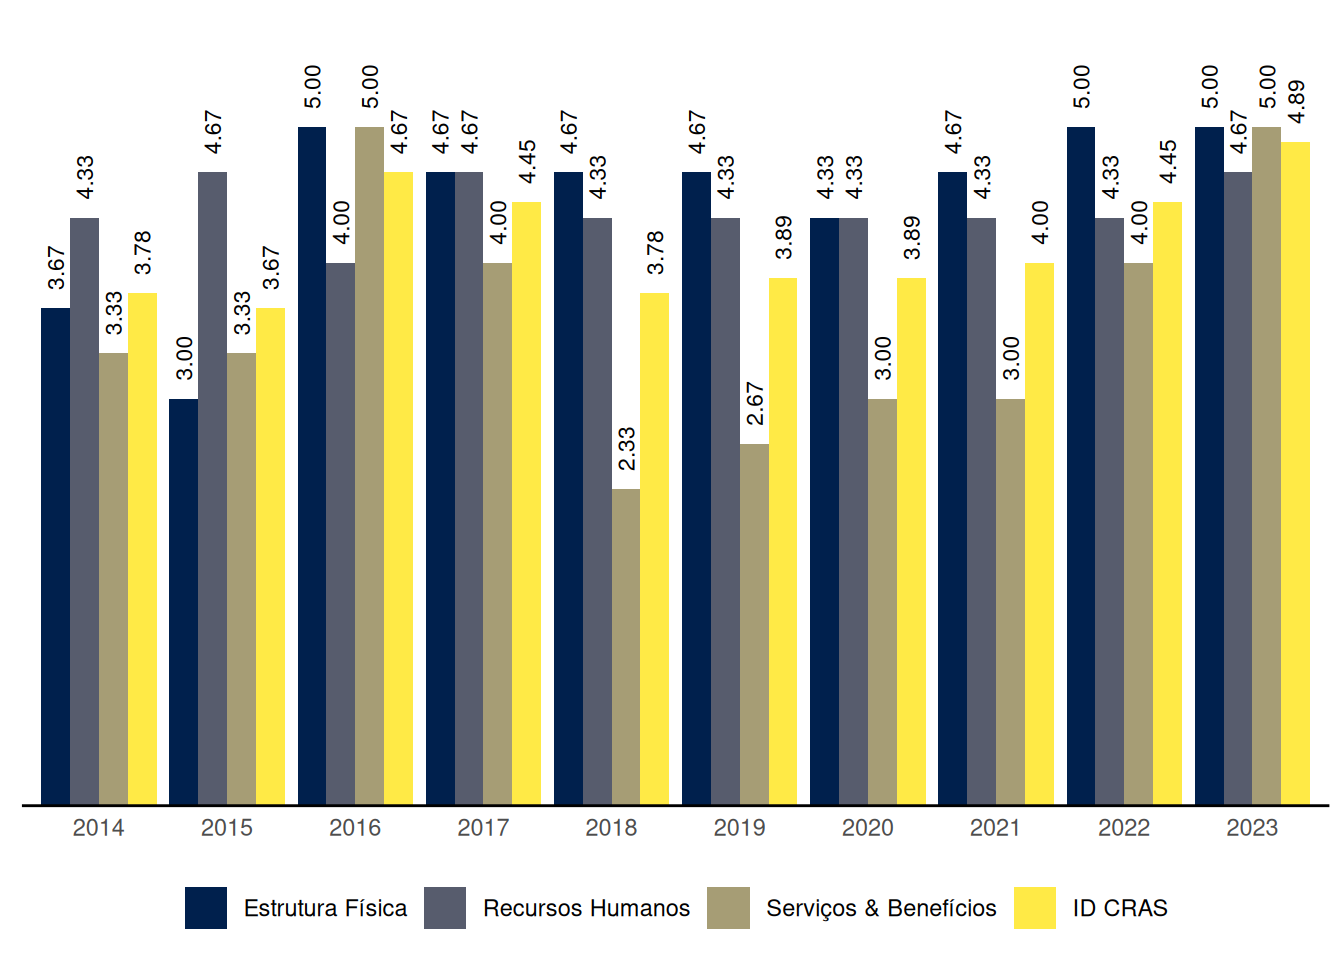 3.67 4.33 3.33 3.78
3.00 4.67 3.33 3.67
5.00 4.00 5.00 4.67
4.67 4.67 4.00 4.45
4.67 4.33 2.33 3.78
4.67 4.33 2.67 3.89
4.33 4.33 3.00 3.89
4.67 4.33 3.00 4.00
5.00 4.33 4.00 4.45
5.00 4.67 5.00 4.89
2014 2015 2016 2017 2018 2019 2020 2021 2022 2023
Estrutura Física Recursos Humanos Serviços & Benefícios ID CRAS